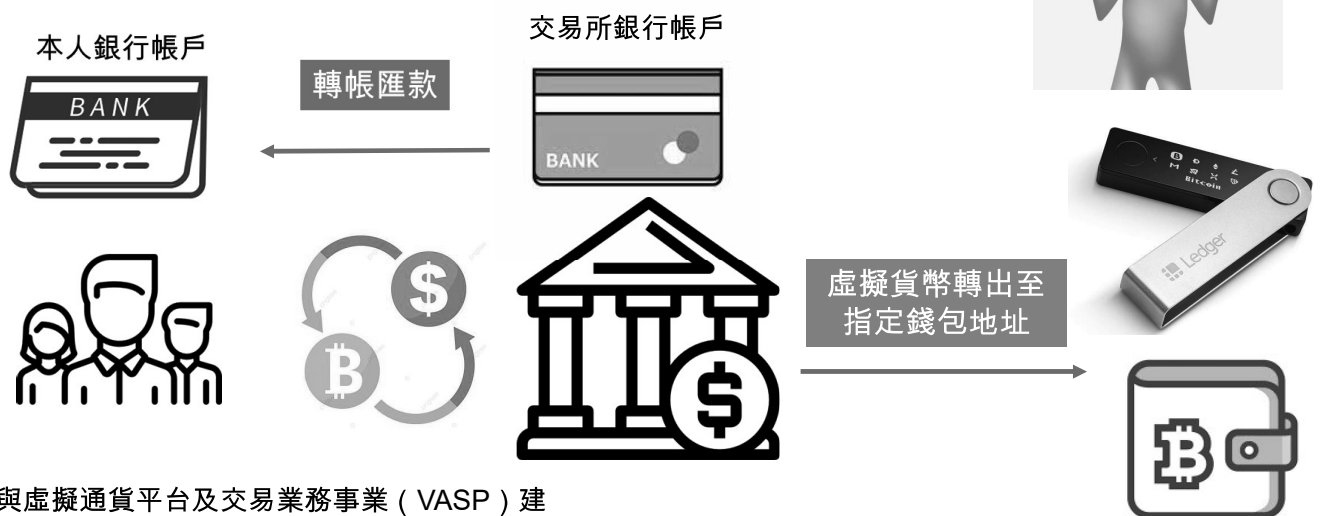 交易所銀行帳戶
本人銀行帳戶
轉帳匯款
BANK
BANK
Bitcoin
Ledger
虛擬貨幣轉出至
指定錢包地址
與虛擬通貨平台及交易業務事業（VASP）建